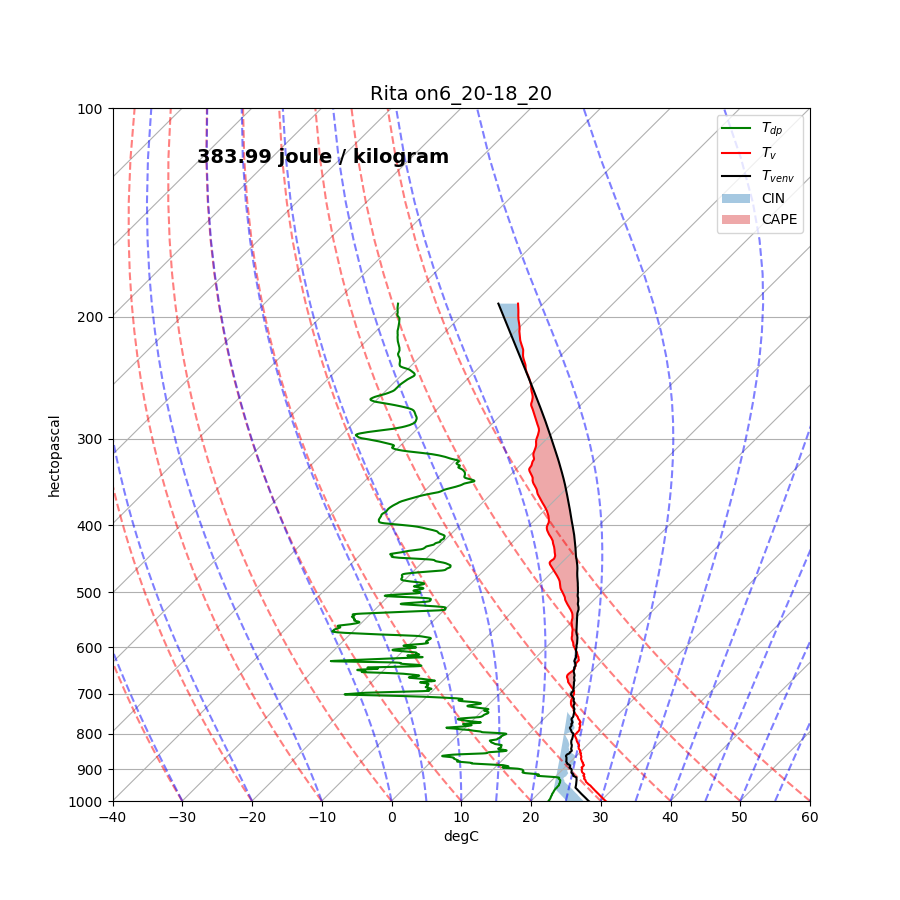 Rita on6_20-18_20
383.99 joule / kilogram
T_dp
T_v
T_venv
CIN
CAPE
hectopascal
100
200
300
400
500
600
700
800
900
1000
−40 −30 −20 −10 0 10 20 30 40 50 60
degC